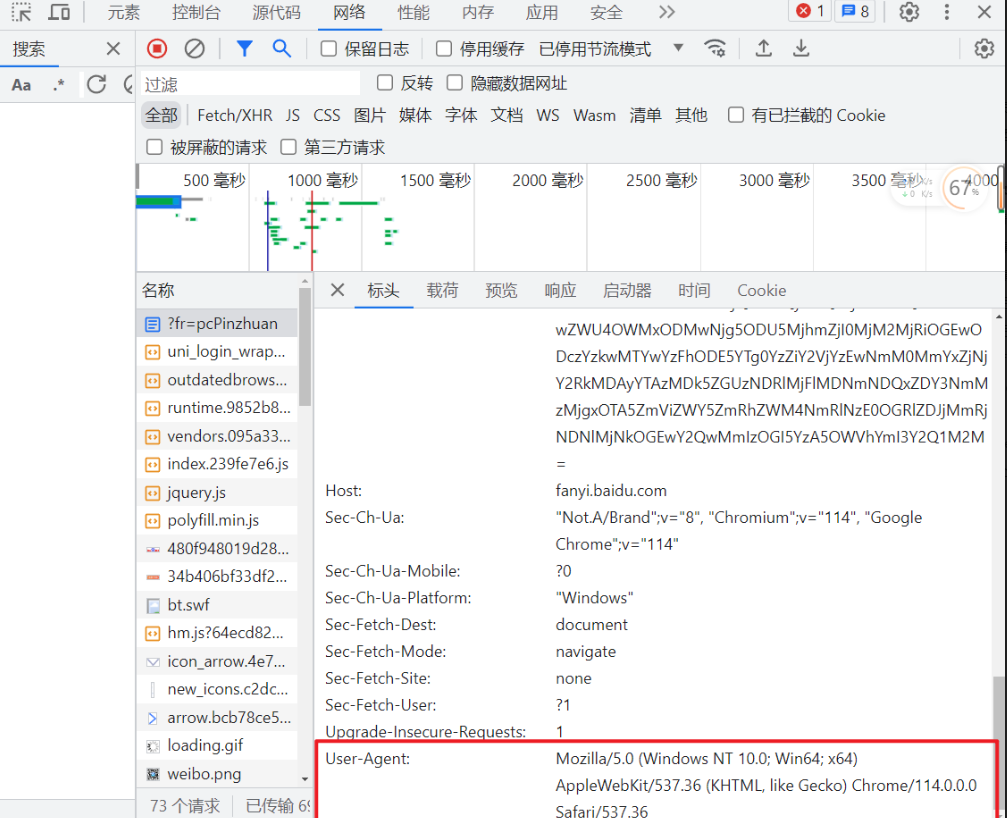 元素 控制台 源代码 网络 性能 内存 应用 安全 1 8
搜索
保留日志 停用缓存 已停用节流模式
Aa .*
过滤 反转 隐藏数据网址
全部 Fetch/XHR JS CSS 图片 媒体 字体 文档 WS Wasm 清单 其他 有已拦截的 Cookie
被屏蔽的请求 第三方请求
500 毫秒 1000 毫秒 1500 毫秒 2000 毫秒 2500 毫秒 3000 毫秒 3500 毫秒 4000
67%
0 K/s
名称
标头 载荷 预览 响应 启动器 时间 Cookie
?fr=pcPinzhuan
uni_login_wrap...
outdatedbrows...
runtime.9852b8...
vendors.095a33...
index.239fe7e6.js
jquery.js
polyfill.min.js
480f948019d28...
34b406bf33df2...
bt.swf
hm.js?64ecd82...
icon_arrow.4e7...
new_icons.c2dc...
arrow.bcb78ce5...
loading.gif
weibo.png
73 个请求 已传输
wZWU4OWMxODMwNjg5ODU5MjhmZjI0MjM2MjRiOGEwO
DczYzkwMTYwYzFhODE5YTg0YzZiY2VjYzEwNmM0MmYxZjNj
Y2RkMDAyYTAzMDk5ZGUzNDRlMjFlMDNmNDQxZDY3NmM
zMjgxOTA5ZmViZWY5ZmRhZWM4NmRlNzE0OGRlZDJjMmRj
NDNlMjNkOGEwY2QwMmIzOGI5YzA5OWVhYmI3Y2Q1M2M
=
Host: fanyi.baidu.com
Sec-Ch-Ua: "Not.A/Brand";v="8", "Chromium";v="114", "Google
Chrome";v="114"
Sec-Ch-Ua-Mobile: ?0
Sec-Ch-Ua-Platform: "Windows"
Sec-Fetch-Dest: document
Sec-Fetch-Mode: navigate
Sec-Fetch-Site: none
Sec-Fetch-User: ?1
Upgrade-Insecure-Requests: 1
User-Agent: Mozilla/5.0 (Windows NT 10.0; Win64; x64)
AppleWebKit/537.36 (KHTML, like Gecko) Chrome/114.0.0.0
Safari/537.36